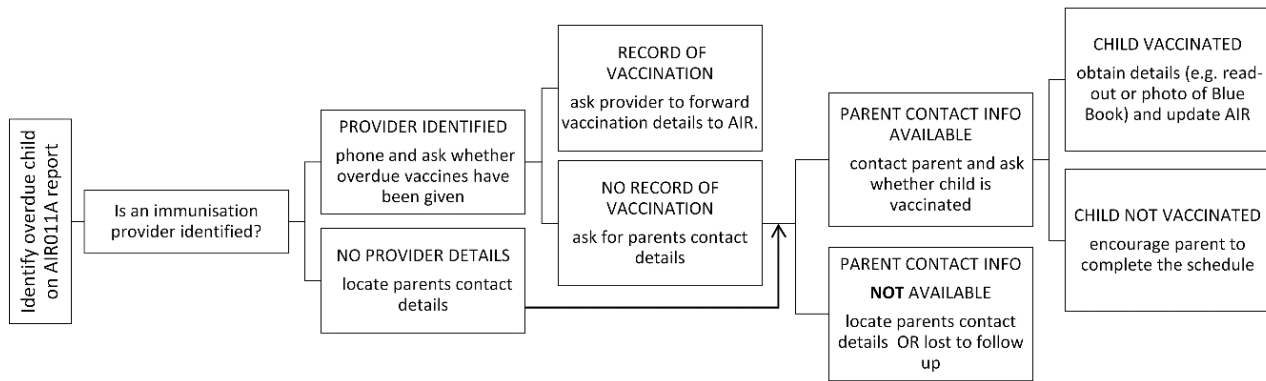 Identify overdue child
on AIR011A report
Is an immunisation
provider identified?
PROVIDER IDENTIFIED
phone and ask whether
overdue vaccines have
been given
NO PROVIDER DETAILS
locate parents contact
details
RECORD OF
VACCINATION
ask provider to forward
vaccination details to AIR.
NO RECORD OF
VACCINATION
ask for parents contact
details
PARENT CONTACT INFO
AVAILABLE
contact parent and ask
whether child is
vaccinated
PARENT CONTACT INFO
NOT AVAILABLE
locate parents contact
details OR lost to follow
up
CHILD VACCINATED
obtain details (e.g. read-
out or photo of Blue
Book) and update AIR
CHILD NOT VACCINATED
encourage parent to
complete the schedule